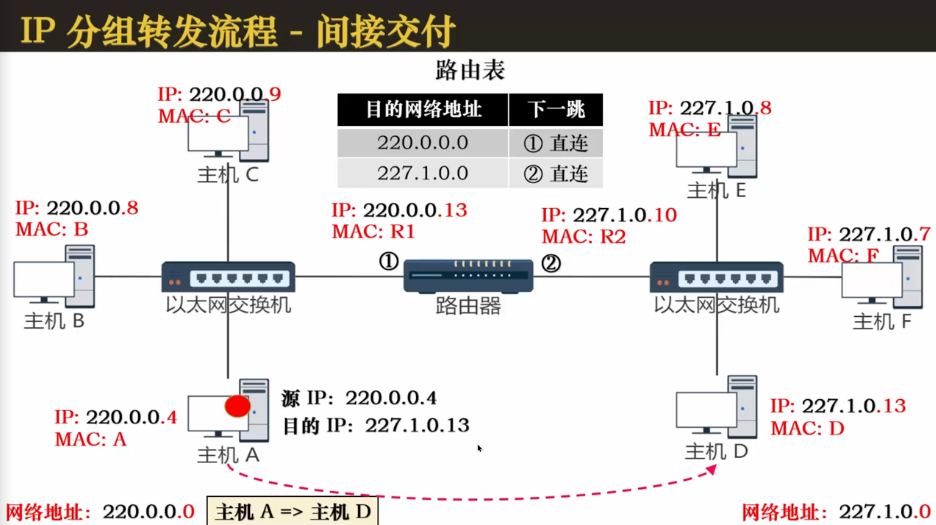 IP 分组转发流程 - 间接交付
路由表
目的网络地址 下一跳
220.0.0.0 ① 直连
227.1.0.0 ② 直连
IP: 220.0.0.9
MAC: C
主机 C
IP: 227.1.0.8
MAC: E
主机 E
IP: 220.0.0.8
MAC: B
主机 B
IP: 220.0.0.13
MAC: R1
①
IP: 227.1.0.10
MAC: R2
②
IP: 227.1.0.7
MAC: F
主机 F
以太网交换机
路由器
以太网交换机
IP: 220.0.0.4
MAC: A
主机 A
源 IP: 220.0.0.4
目的 IP: 227.1.0.13
IP: 227.1.0.13
MAC: D
主机 D
网络地址: 220.0.0.0
主机 A => 主机 D
网络地址: 227.1.0.0